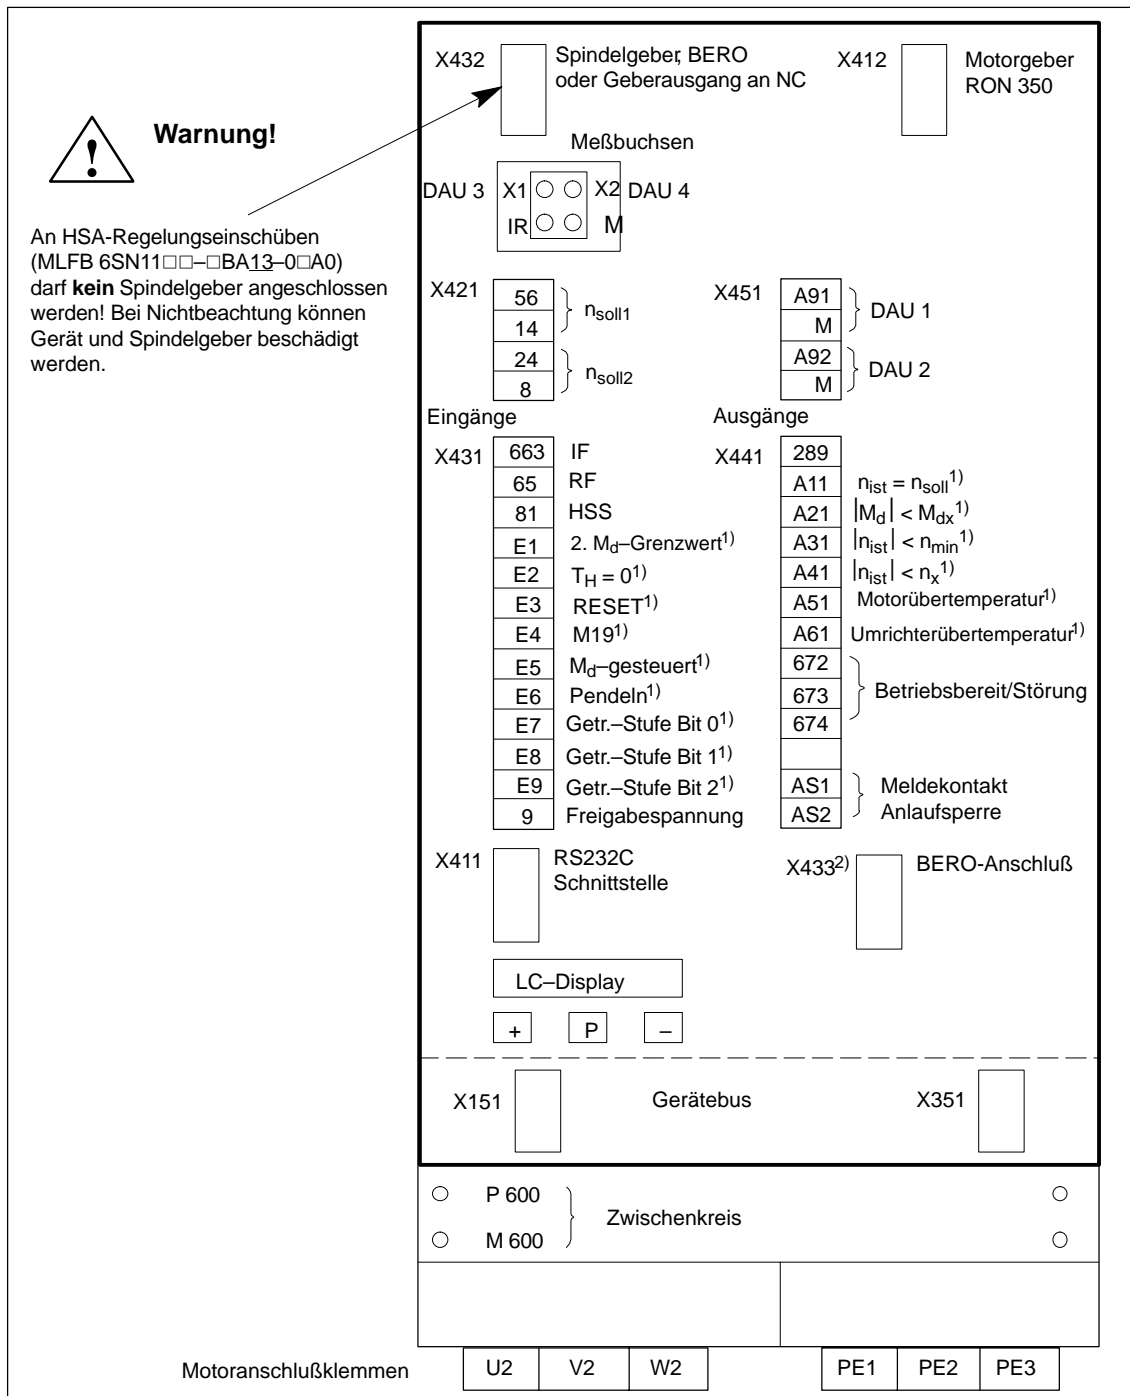 X432
Spindelgeber, BERO
oder Geberausgang an NC
X412
Motorgeber
RON 350
!
Warnung!
An HSA-Regelungseinschüben
(MLFB 6SN11□□–□BA13–0□A0)
darf kein Spindelgeber angeschlossen
werden! Bei Nichtbeachtung können
Gerät und Spindelgeber beschädigt
werden.
Meßbuchsen
DAU 3 X1 X2 DAU 4
IR M
X421
56
14
nsoll1
24
8
nsoll2
X451
A91
M
DAU 1
A92
M
DAU 2
Eingänge
X431
663 IF
65 RF
81 HSS
E1 2. Md–Grenzwert1)
E2 TH = 01)
E3 RESET1)
E4 M191)
E5 Md–gesteuert1)
E6 Pendeln1)
E7 Getr.–Stufe Bit 01)
E8 Getr.–Stufe Bit 11)
E9 Getr.–Stufe Bit 21)
9 Freigabespannung
Ausgänge
X441
289
A11 nist = nsoll1)
A21 |Md| < Mdx1)
A31 |nist| < nmin1)
A41 |nist| < nx1)
A51 Motorübertemperatur1)
A61 Umrichterübertemperatur1)
672
673 Betriebsbereit/Störung
674
AS1 Meldekontakt
AS2 Anlaufsperre
X411
RS232C
Schnittstelle
X4332)
BERO-Anschluß
LC–Display
+ P –
X151 Gerätebus X351
P 600
Zwischenkreis
M 600
Motoranschlußklemmen U2 V2 W2 PE1 PE2 PE3